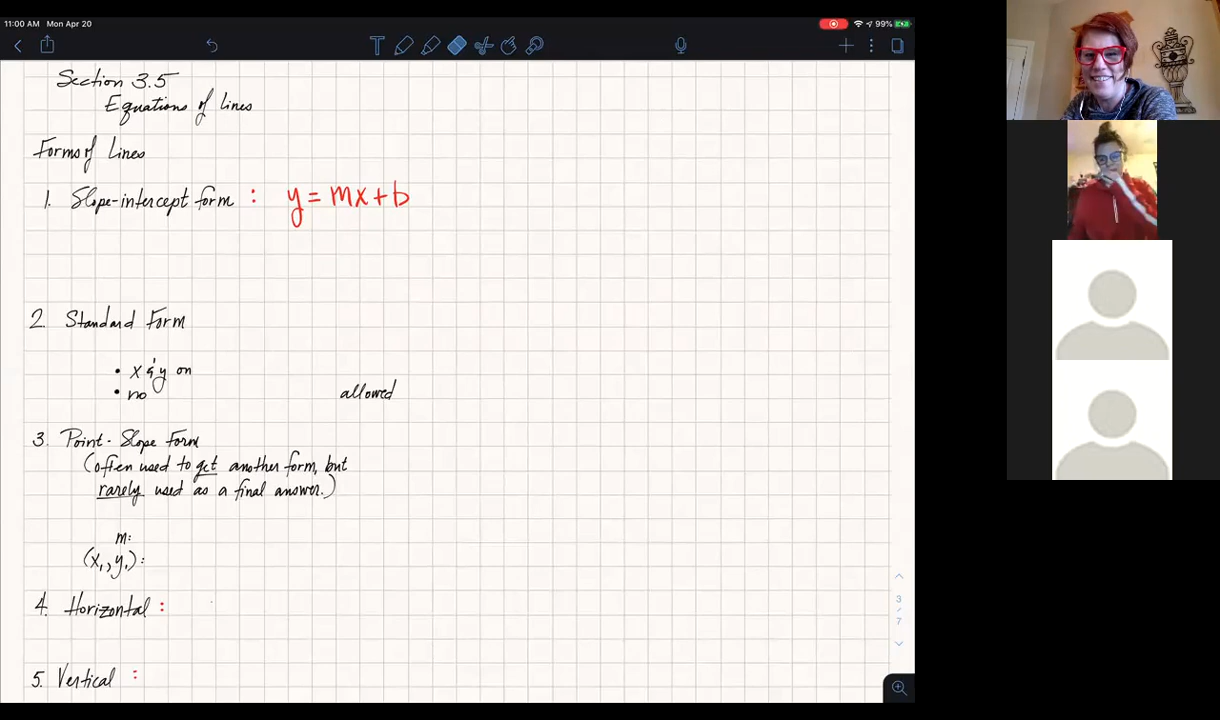 11:00 AM Mon Apr 20
99%
Section 3.5
Equations of lines
Forms of Lines
1. Slope-intercept form : y = mx + b
2. Standard Form
• x & y on
• no allowed
3. Point-Slope Form
(often used to get another form, but
rarely used as a final answer.)
m:
(x₁, y₁):
4. Horizontal :
5. Vertical :
3
/
7